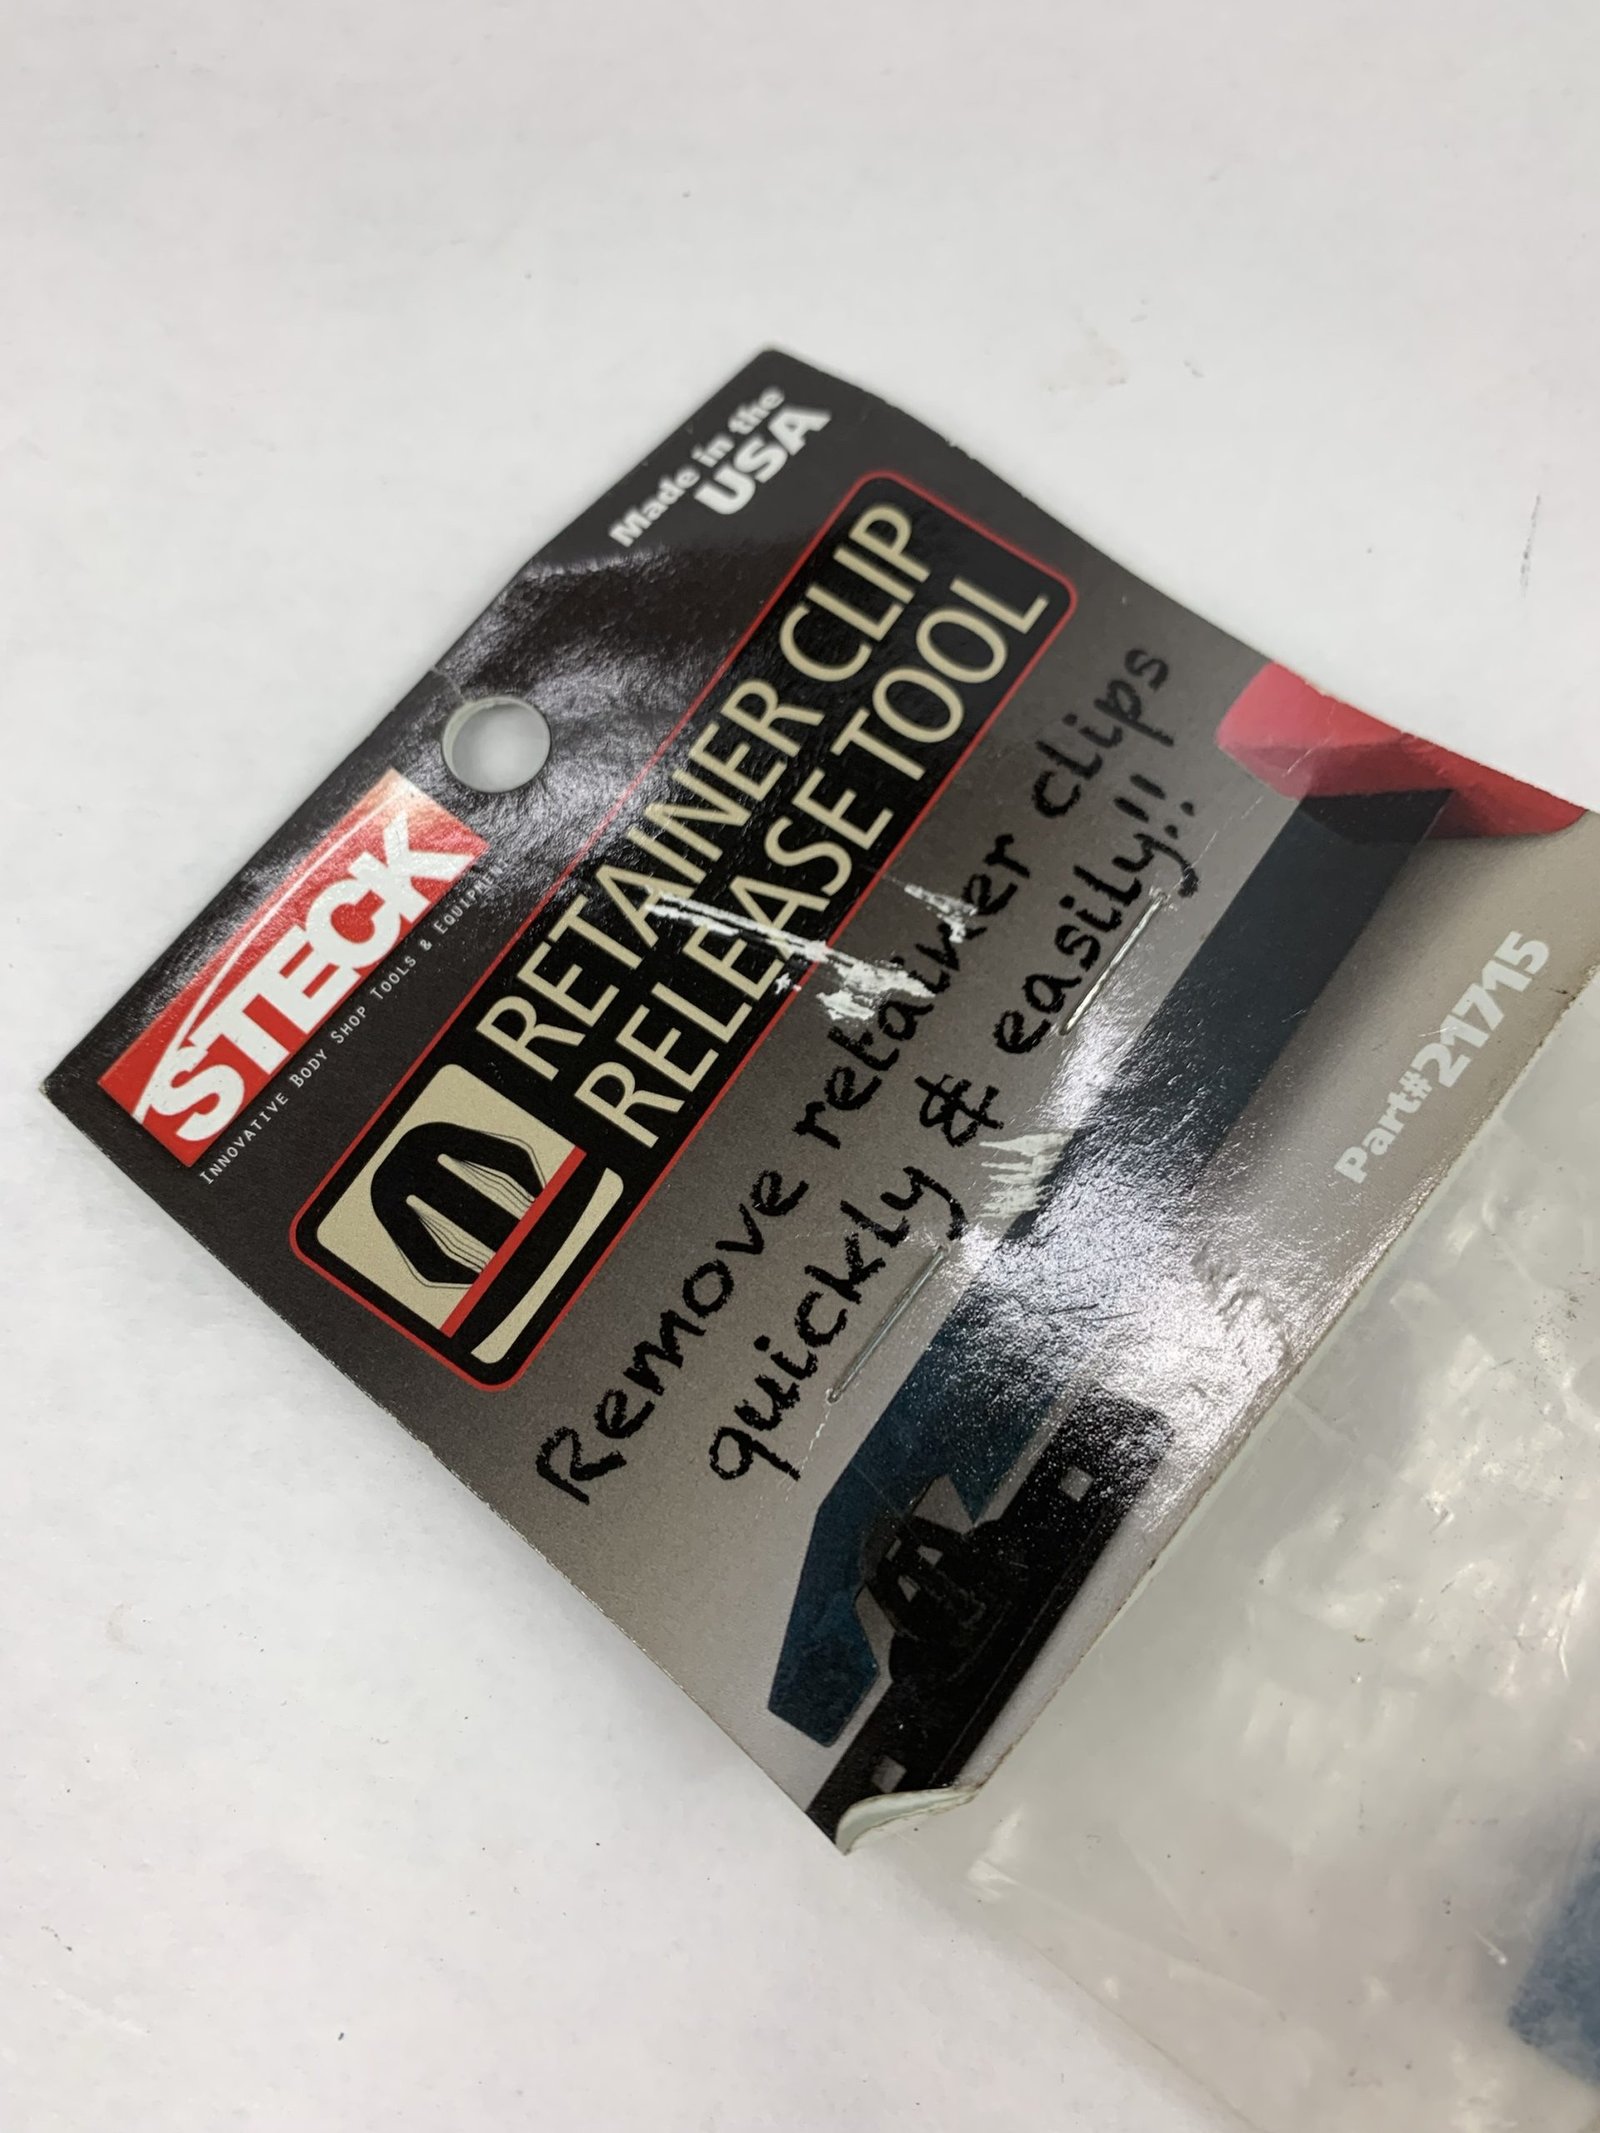 Made in the
USA
STECK
INNOVATIVE BODY SHOP TOOLS & EQUIPMENT
RETAINER CLIP
RELEASE TOOL
Remove retainer clips
quickly & easily!!
Part# 21715